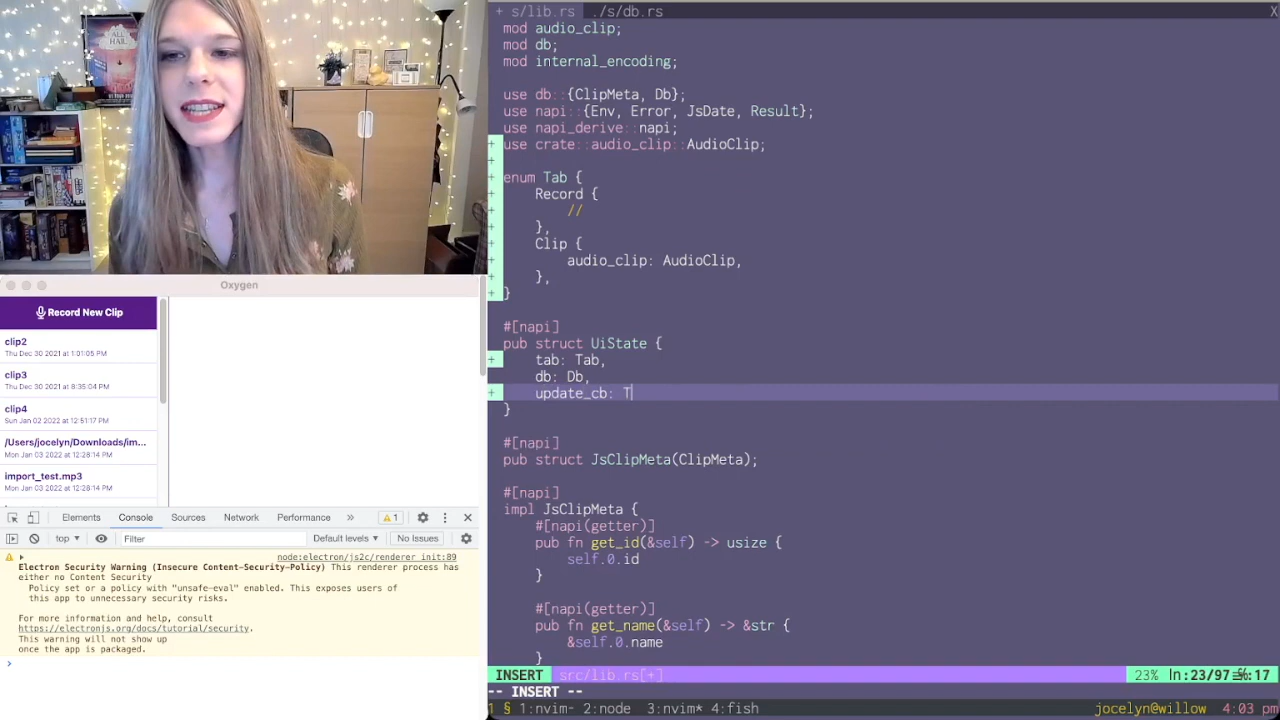 ALL HAIL
Oxygen
Record New Clip
clip2
Thu Dec 30 2021 at 1:01:05 PM
clip3
Thu Dec 30 2021 at 8:35:04 PM
clip4
Sun Jan 02 2022 at 12:51:17 PM
/Users/jocelyn/Downloads/im...
Mon Jan 03 2022 at 12:28:14 PM
import_test.mp3
Mon Jan 03 2022 at 12:28:14 PM
Elements Console Sources Network Performance » 1
top Filter Default levels No Issues
node:electron/js2c/renderer_init:89
Electron Security Warning (Insecure Content-Security-Policy) This renderer process has
either no Content Security
Policy set or a policy with "unsafe-eval" enabled. This exposes users of
this app to unnecessary security risks.
For more information and help, consult
https://electronjs.org/docs/tutorial/security.
This warning will not show up
once the app is packaged.
>
+ s/lib.rs ./s/db.rs X
mod audio_clip;
mod db;
mod internal_encoding;
use db::{ClipMeta, Db};
use napi::{Env, Error, JsDate, Result};
use napi_derive::napi;
+ use crate::audio_clip::AudioClip;
+
+ enum Tab {
+ Record {
+ //
+ },
+ Clip {
+ audio_clip: AudioClip,
+ },
+ }
#[napi]
pub struct UiState {
+ tab: Tab,
db: Db,
+ update_cb: T
}
#[napi]
pub struct JsClipMeta(ClipMeta);
#[napi]
impl JsClipMeta {
#[napi(getter)]
pub fn get_id(&self) -> usize {
self.0.id
}
#[napi(getter)]
pub fn get_name(&self) -> &str {
&self.0.name
}
INSERT src/lib.rs[+] 23% ln:23/97≡%:17
-- INSERT --
1 § 1:nvim- 2:node 3:nvim* 4:fish jocelyn@willow 4:03 pm